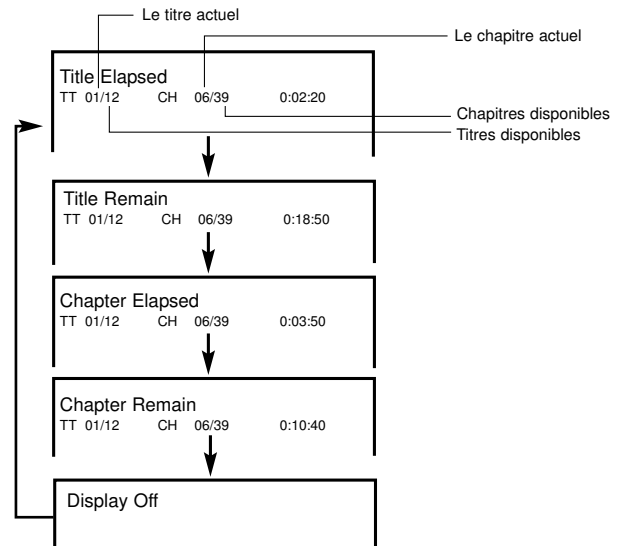 Le titre actuel
Le chapitre actuel
Title Elapsed
TT 01/12 CH 06/39 0:02:20
Chapitres disponibles
Titres disponibles
Title Remain
TT 01/12 CH 06/39 0:18:50
Chapter Elapsed
TT 01/12 CH 06/39 0:03:50
Chapter Remain
TT 01/12 CH 06/39 0:10:40
Display Off